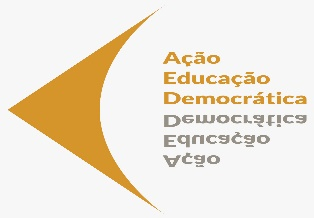 Ação
Educação
Democrática
Democrática
Educação
Ação